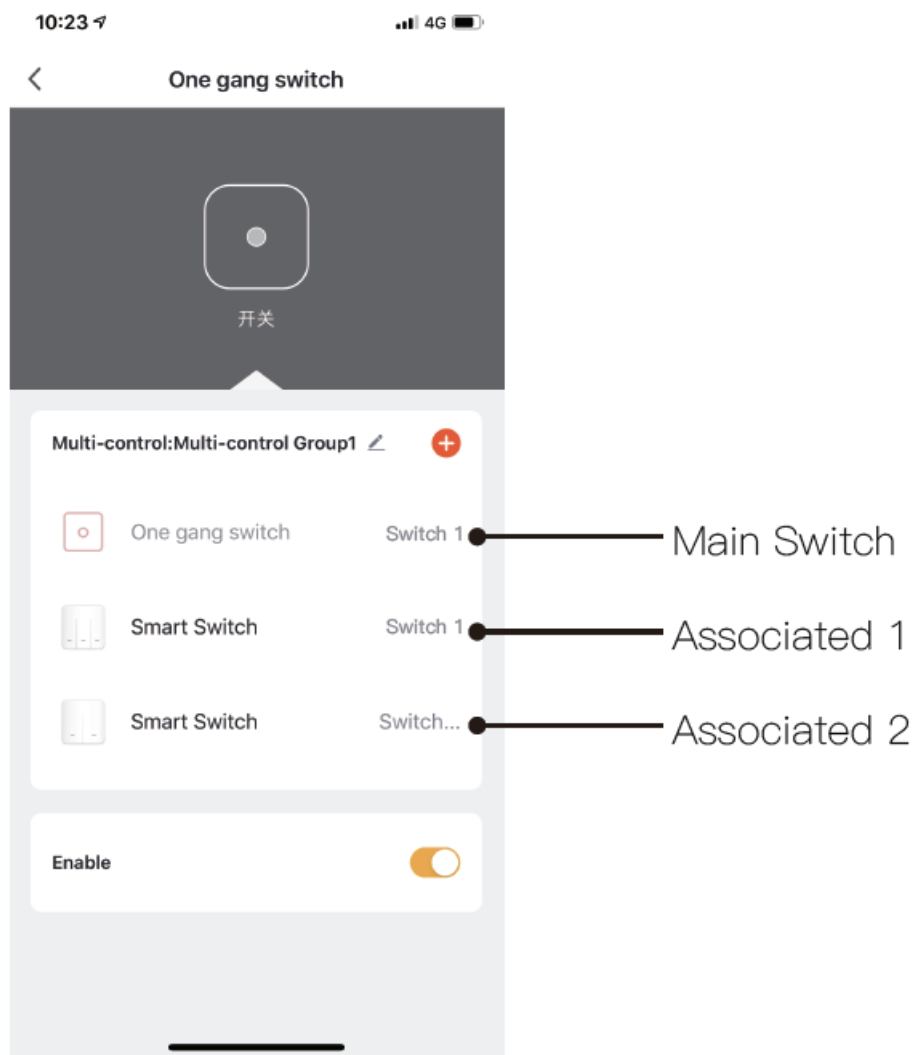 10:23
4G
One gang switch
开关
Multi-control:Multi-control Group1
One gang switch Switch 1 Main Switch
Smart Switch Switch 1 Associated 1
Smart Switch Switch... Associated 2
Enable